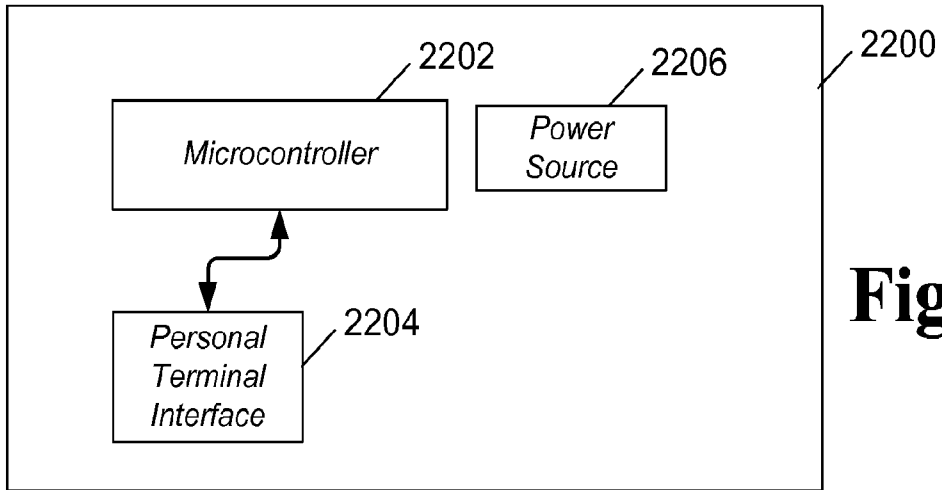 2202
2206
2200
Microcontroller
Power
Source
2204
Personal
Terminal
Interface
Fig